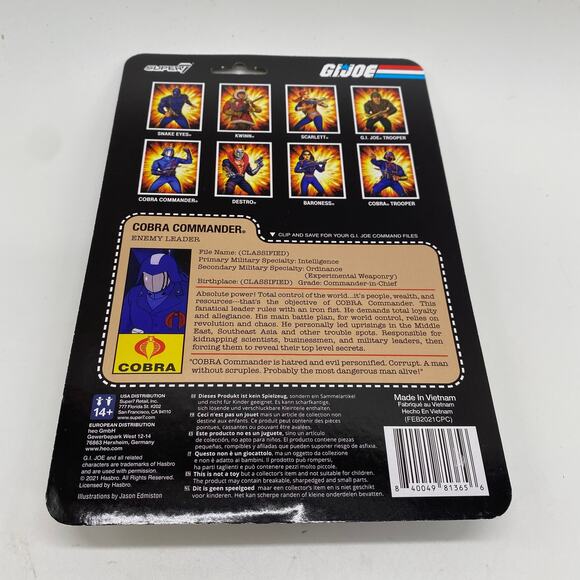 SUPER7
GI JOE
SNAKE EYES®
KWINN®
SCARLETT®
G.I. JOE® TROOPER
COBRA COMMANDER®
DESTRO®
BARONESS®
COBRA® TROOPER
COBRA COMMANDER®
ENEMY LEADER
▼ CLIP AND SAVE FOR YOUR G.I. JOE COMMAND FILES
File Name: (CLASSIFIED)
Primary Military Specialty: Intelligence
Secondary Military Specialty: Ordinance
(Experimental Weaponry)
Birthplace: (CLASSIFIED) Grade: Commander-in-Chief
Absolute power! Total control of the world...it's people, wealth, and
resources—that's the objective of COBRA Commander. This
fanatical leader rules with an iron fist. He demands total loyalty
and allegiance. His main battle plan, for world control, relies on
revolution and chaos. He personally led uprisings in the Middle
East, Southeast Asia and other trouble spots. Responsible for
kidnapping scientists, businessmen, and military leaders, then
forcing them to reveal their top level secrets.
"COBRA Commander is hatred and evil personified. Corrupt. A man
without scruples. Probably the most dangerous man alive!"
COBRA
AGES
14+
USA DISTRIBUTION
Super7 Retail, Inc.
777 Florida St. #202
San Francisco, CA 94110
www.super7.com
EUROPEAN DISTRIBUTION
heo GmbH
Gewerbepark West 12-14
76863 Herxheim, Germany
www.heo.com
G.I. JOE and all related
characters are trademarks of Hasbro
and are used with permission.
© 2021 Hasbro. All Rights Reserved.
Licensed by Hasbro.
Illustrations by Jason Edmiston
Dieses Produkt ist kein Spielzeug, sondern ein Sammelartikel
und nicht für Kinder geeignet. Es kann scharfkantige,
sich lösende und verschluckbare Kleinteile enthalten.
Ceci n'est pas un jouet mais un article de collection non
destiné aux enfants. Ce produit peut contenir des pièces
pointues, cassantes ou pouvant être avalées.
Este producto no es un juguete, sino un artículo
de colección, no apto para niños. El producto contiene piezas
pequeñas, rompibles y afiladas que pueden suponer riesgo de asfixia.
Questo non è un giocattolo, ma un oggetto da collezione
e non è adatto ai bambini. Il prodotto può rompersi, ha
parti taglienti e può contenere pezzi molto piccoli.
This is not a toy but a collector's item and not suitable for children.
The product may contain breakable, sharpedged and small parts.
Dit is geen speelgoed maar een collector's item en is niet geschikt
voor kinderen. Het kan scherpe randen of kleine onderdelen bevatten.
Made In Vietnam
Fabriqué au Vietnam
Hecho En Vietnam
(FEB2021CPC)
8 40049 81365 6